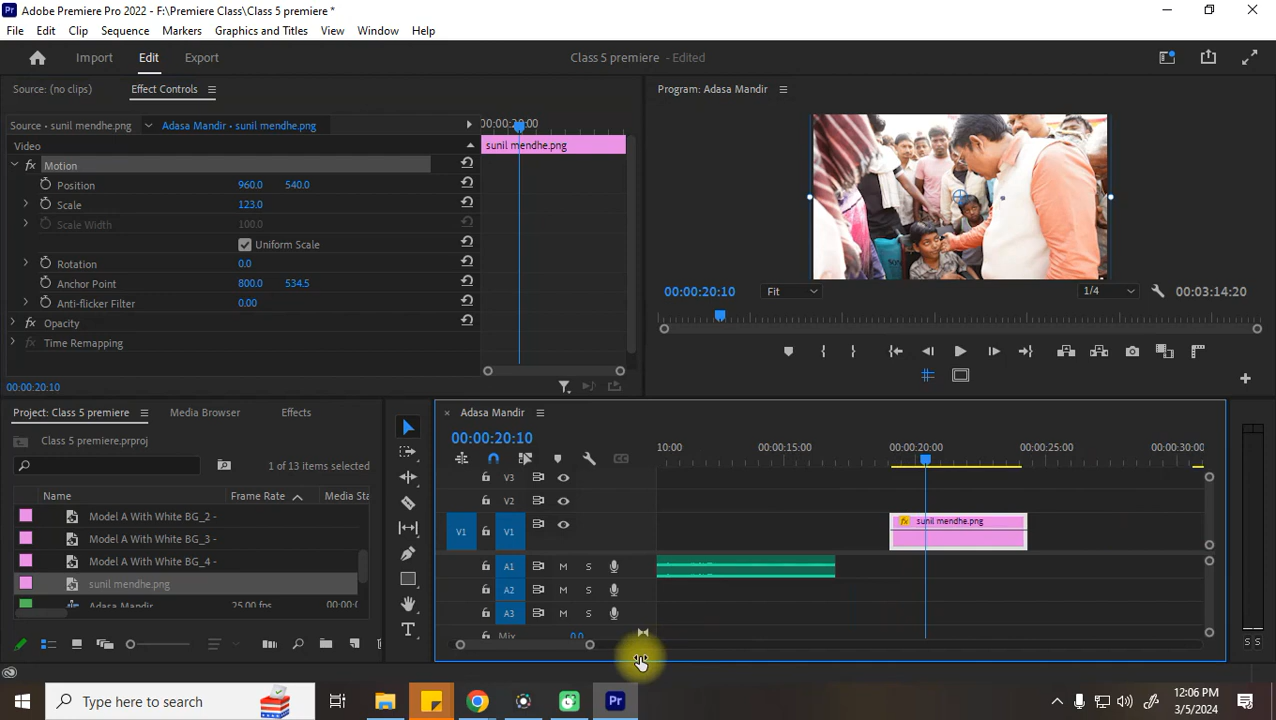 Pr Adobe Premiere Pro 2022 - F:\Premiere Class\Class 5 premiere *
File Edit Clip Sequence Markers Graphics and Titles View Window Help
Import Edit Export Class 5 premiere - Edited
Source: (no clips) Effect Controls Program: Adasa Mandir
Source • sunil mendhe.png Adasa Mandir • sunil mendhe.png :00:00:20:00
Video sunil mendhe.png
fx Motion
Position 960.0 540.0
Scale 123.0
Scale Width 100.0
Uniform Scale
Rotation 0.0
Anchor Point 800.0 534.5
Anti-flicker Filter 0.00
fx Opacity
Time Remapping
00:00:20:10
00:00:20:10 Fit 1/4 00:03:14:20
Project: Class 5 premiere Media Browser Effects
Class 5 premiere.prproj
1 of 13 items selected
Name Frame Rate Media Sta
Model A With White BG_2 -
Model A With White BG_3 -
Model A With White BG_4 -
sunil mendhe.png
Adasa Mandir 25.00 fps 00:00:0
Adasa Mandir
00:00:20:10
10:00 00:00:15:00 00:00:20:00 00:00:25:00 00:00:30:00
V3
V2
V1 V1 fx sunil mendhe.png
A1 M S
A2 M S
A3 M S
Mix 0.0
S S
Type here to search Pr
12:06 PM
3/5/2024